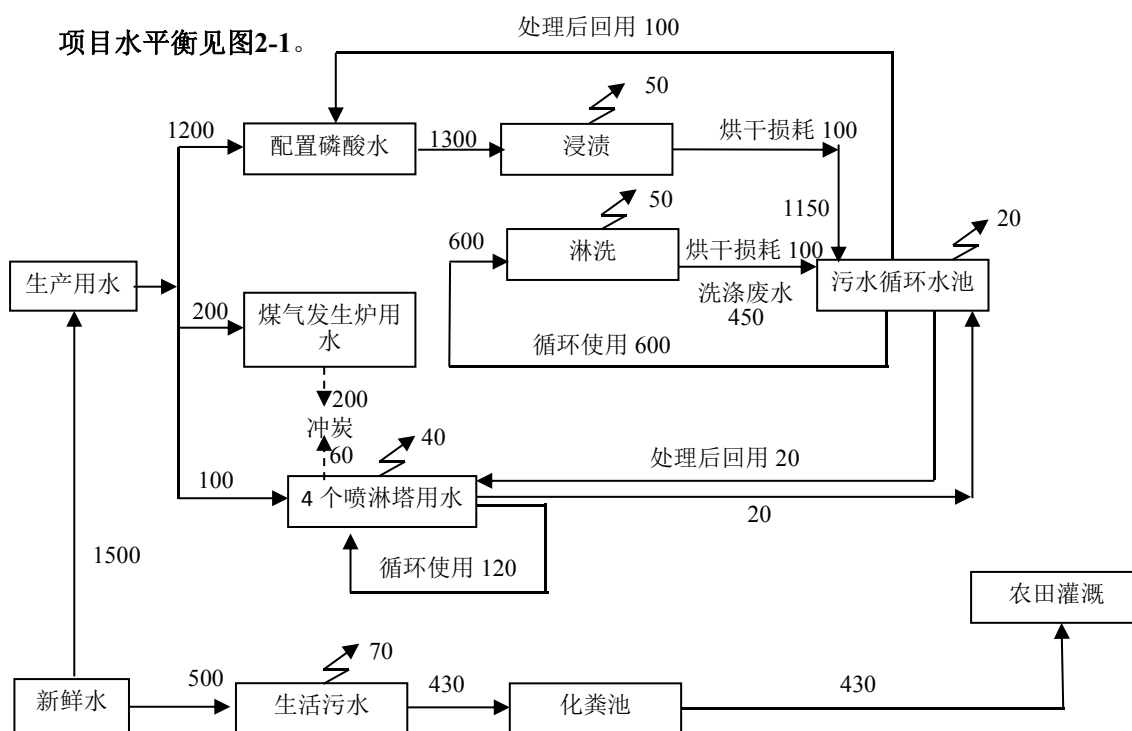 项目水平衡见图2-1。
处理后回用 100
1200
配置磷酸水
1300
50
浸渍
烘干损耗 100
1150
50
600
淋洗
烘干损耗 100
洗涤废水
450
20
污水循环水池
循环使用 600
生产用水
200
煤气发生炉用
水
200
冲炭
60
40
100
4 个喷淋塔用水
处理后回用 20
20
循环使用 120
1500
农田灌溉
新鲜水
500
70
生活污水
430
化粪池
430